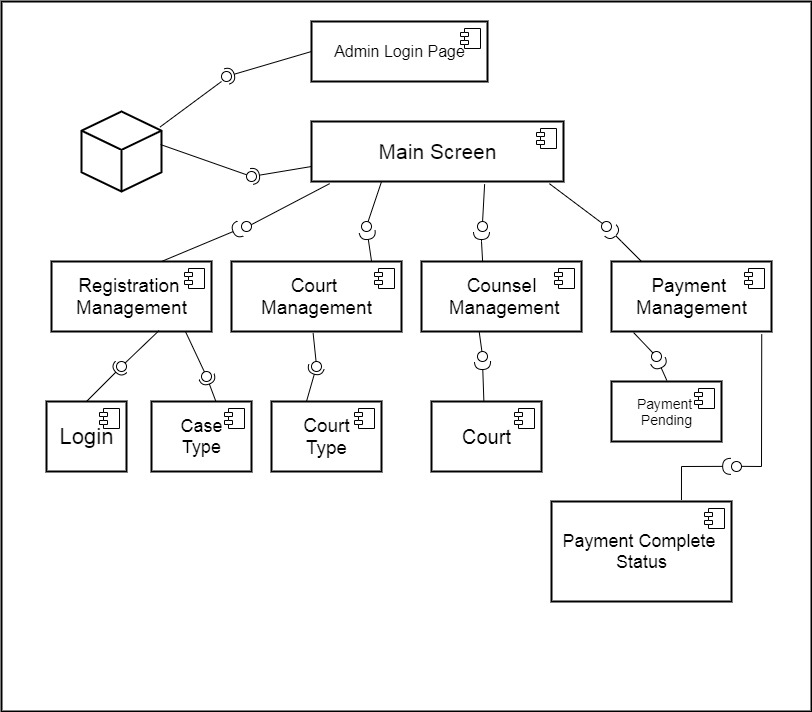 Admin Login Page
Main Screen
Registration
Management
Court
Management
Counsel
Management
Payment
Management
Login
Case
Type
Court
Type
Court
Payment
Pending
Payment Complete
Status